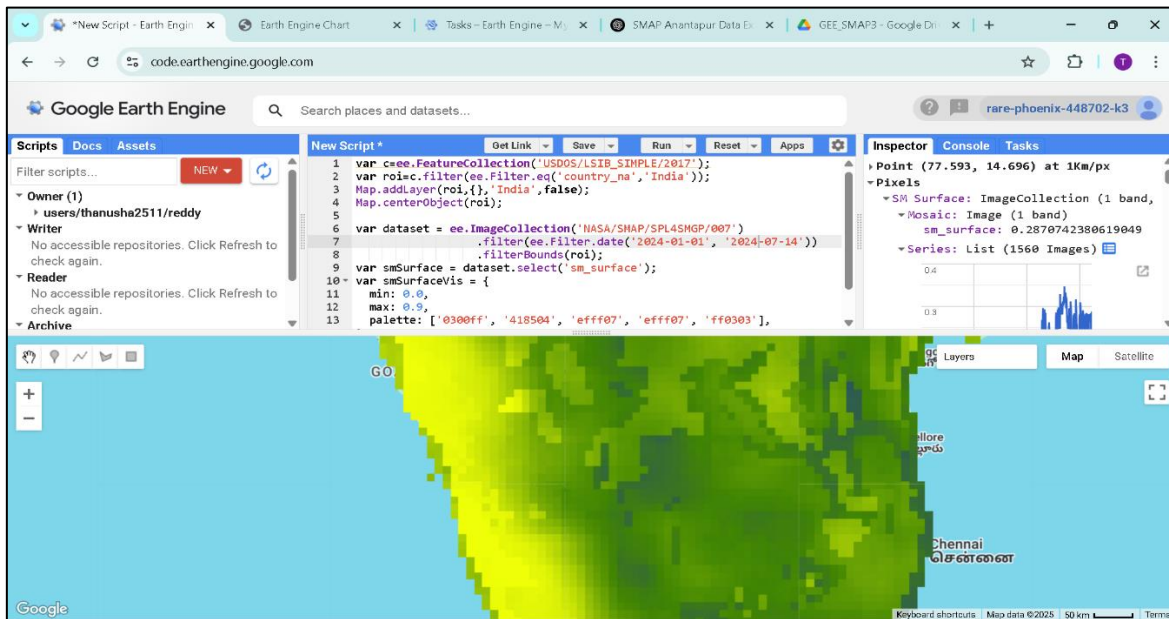 *New Script - Earth Engin
Earth Engine Chart
Tasks – Earth Engine – My
SMAP Anantapur Data Ex
GEE_SMAP3 - Google Dri
code.earthengine.google.com
T
Google Earth Engine
Search places and datasets...
rare-phoenix-448702-k3
Scripts Docs Assets
Filter scripts...
NEW
Owner (1)
users/thanusha2511/reddy
Writer
No accessible repositories. Click Refresh to
check again.
Reader
No accessible repositories. Click Refresh to
check again.
Archive
New Script *
Get Link Save Run Reset Apps
1 var c=ee.FeatureCollection('USDOS/LSIB_SIMPLE/2017');
2 var roi=c.filter(ee.Filter.eq('country_na','India'));
3 Map.addLayer(roi,{},'India',false);
4 Map.centerObject(roi);
5
6 var dataset = ee.ImageCollection('NASA/SMAP/SPL4SMGP/007')
7 .filter(ee.Filter.date('2024-01-01', '2024-07-14'))
8 .filterBounds(roi);
9 var smSurface = dataset.select('sm_surface');
10 var smSurfaceVis = {
11 min: 0.0,
12 max: 0.9,
13 palette: ['0300ff', '418504', 'efff07', 'efff07', 'ff0303'],
Inspector Console Tasks
Point (77.593, 14.696) at 1Km/px
Pixels
SM Surface: ImageCollection (1 band,
Mosaic: Image (1 band)
sm_surface: 0.2870742380619049
Series: List (1560 Images)
0.4
0.3
GO
Layers
Map Satellite
ellore
Chennai
சென்னை
Google
Keyboard shortcuts Map data ©2025 50 km Terms